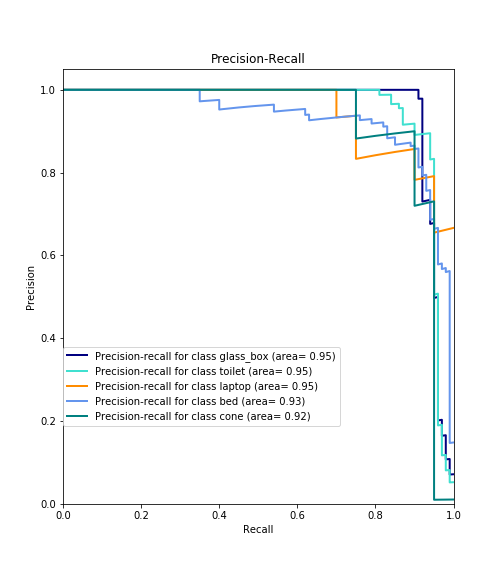 Precision-Recall
1.0
0.8
0.6
0.4
0.2
0.0
Precision
Precision-recall for class glass_box (area= 0.95)
Precision-recall for class toilet (area= 0.95)
Precision-recall for class laptop (area= 0.95)
Precision-recall for class bed (area= 0.93)
Precision-recall for class cone (area= 0.92)
0.0 0.2 0.4 0.6 0.8 1.0
Recall